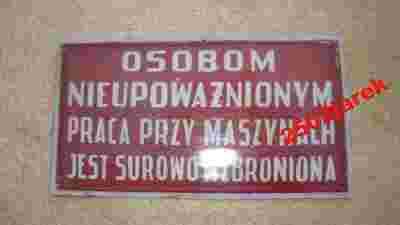 OSOBOM
NIEUPOWAŻNIONYM
PRACA PRZY MASZYNACH
JEST SUROWO WZBRONIONA